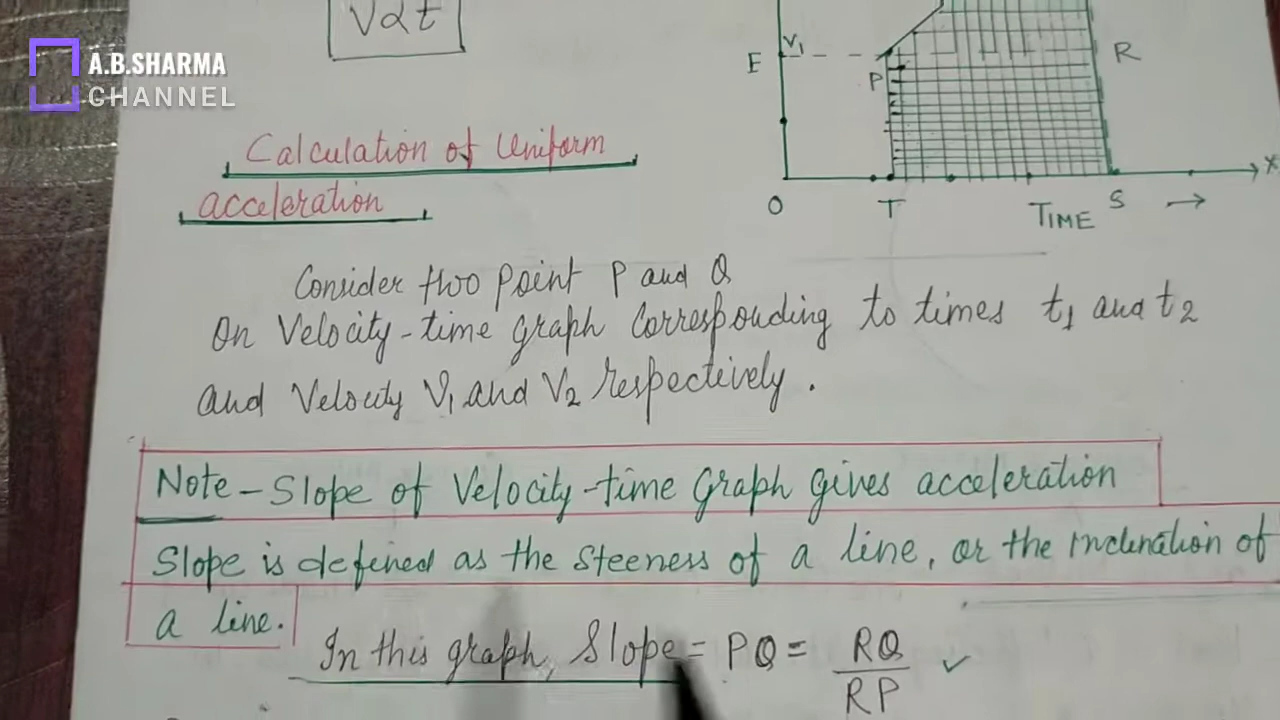 V∝t
A.B.SHARMA
CHANNEL
V₁
E
P
R
X
O
T
TIME
S
→
Calculation of Uniform
acceleration
Consider two point P and Q
On Velocity-time graph Corresponding to times t₁ and t₂
and Velocity V₁ and V₂ respectively.
Note - Slope of Velocity-time Graph gives acceleration
Slope is defined as the Steeness of a line, or the Inclination of
a line.
In this graph, Slope = PQ = RQ/RP ✓